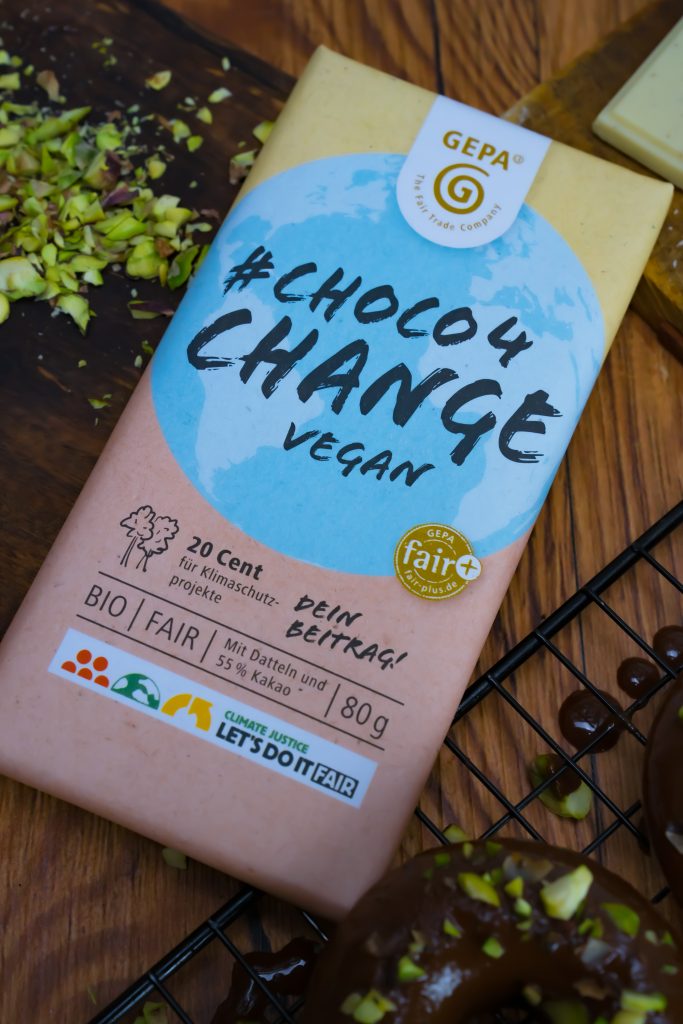 GEPA®
The Fair Trade Company
#CHOCO4
CHANGE
VEGAN
GEPA
fair+
fair-plus.de
20 Cent
für Klimaschutz-
projekte
DEIN
BEITRAG!
BIO | FAIR | Mit Datteln und
55 % Kakao | 80 g
CLIMATE JUSTICE
LET'S DO IT FAIR